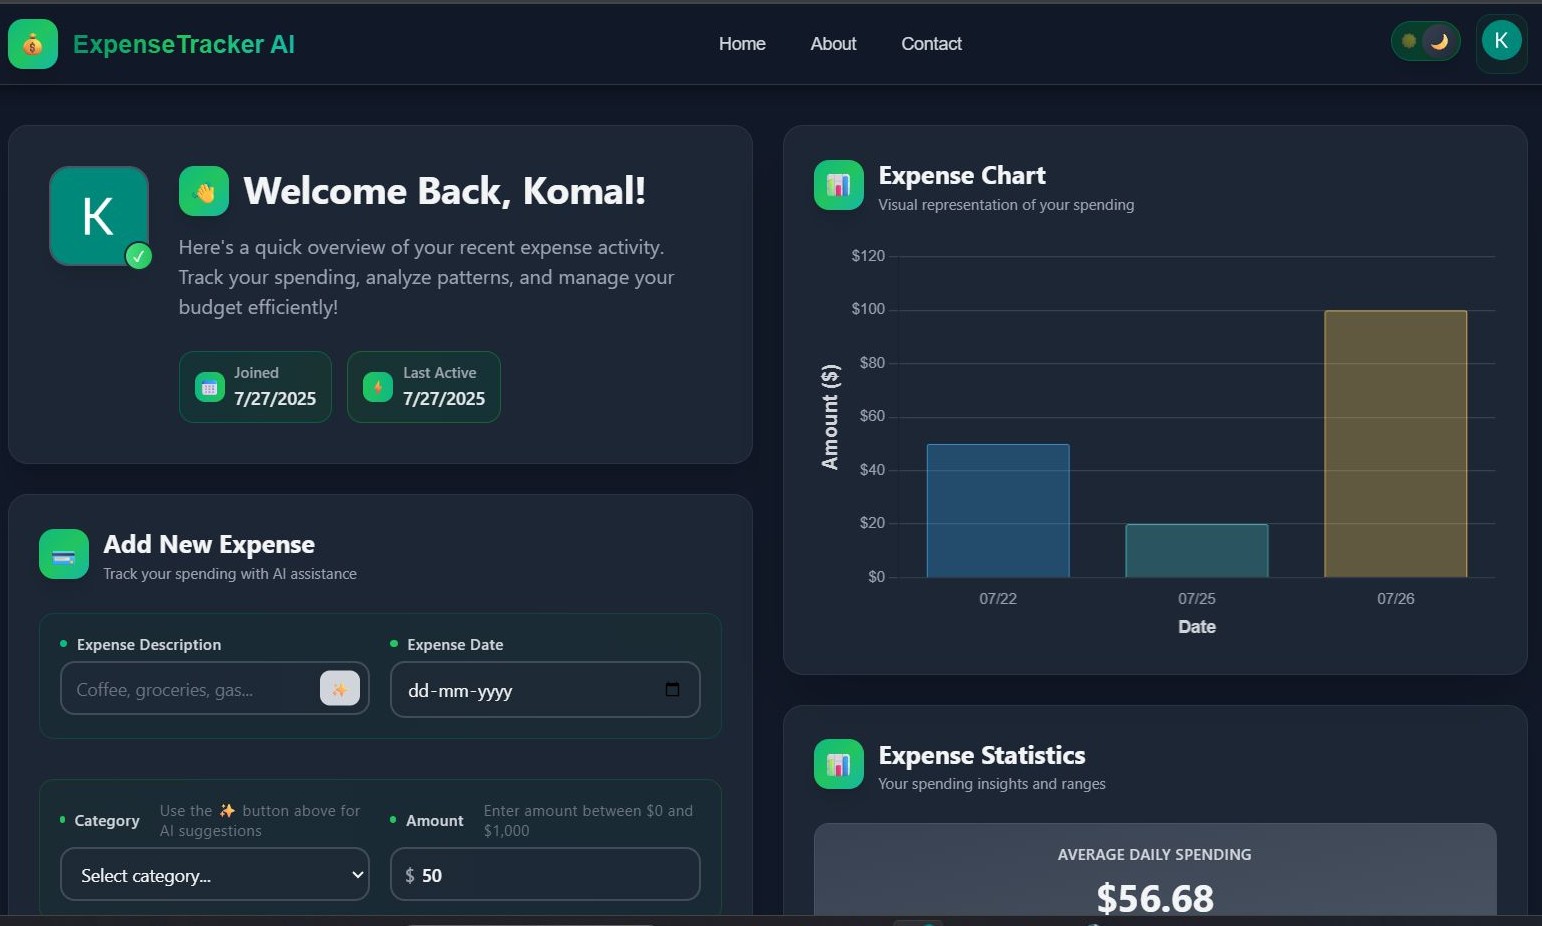 ExpenseTracker AI
Home
About
Contact
K
K
Welcome Back, Komal!
Here's a quick overview of your recent expense activity.
Track your spending, analyze patterns, and manage your
budget efficiently!
Joined
7/27/2025
Last Active
7/27/2025
Add New Expense
Track your spending with AI assistance
Expense Description
Coffee, groceries, gas...
Expense Date
dd-mm-yyyy
Category
Use the ✨ button above for
AI suggestions
Select category...
Amount
Enter amount between $0 and
$1,000
$ 50
Expense Chart
Visual representation of your spending
Amount ($)
$120
$100
$80
$60
$40
$20
$0
07/22
07/25
07/26
Date
Expense Statistics
Your spending insights and ranges
AVERAGE DAILY SPENDING
$56.68